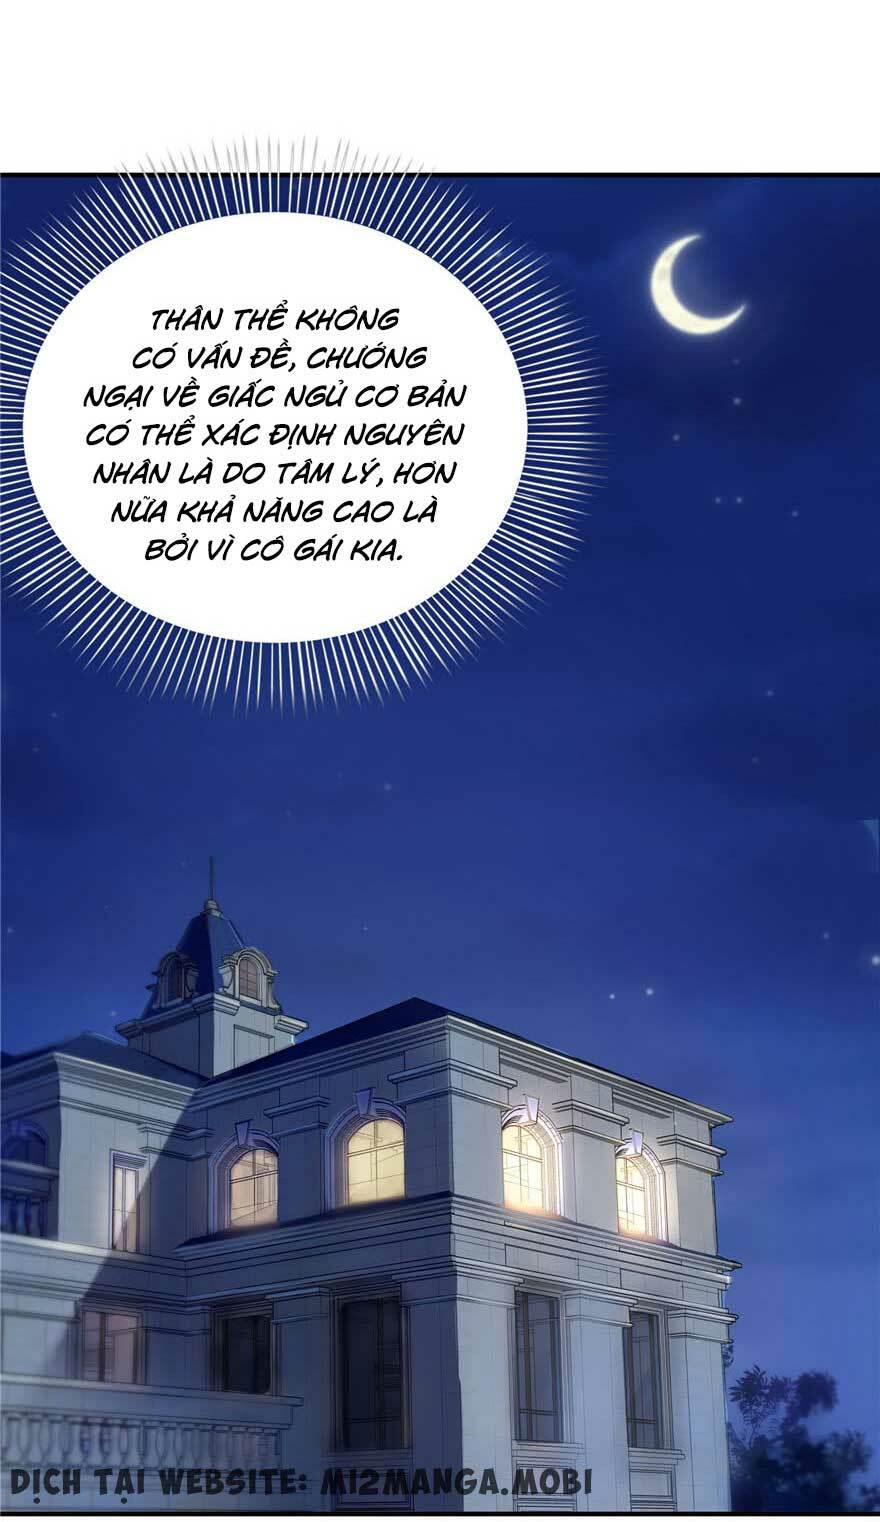 THÂN THỂ KHÔNG
CÓ VẤN ĐỀ, CHƯỚNG
NGẠI VỀ GIẤC NGỦ CƠ BẢN
CÓ THỂ XÁC ĐỊNH NGUYÊN
NHÂN LÀ DO TÂM LÝ, HƠN
NỮA KHẢ NĂNG CAO LÀ
BỞI VÌ CÔ GÁI KIA.
DỊCH TẠI WEBSITE: MI2MANGA.MOBI